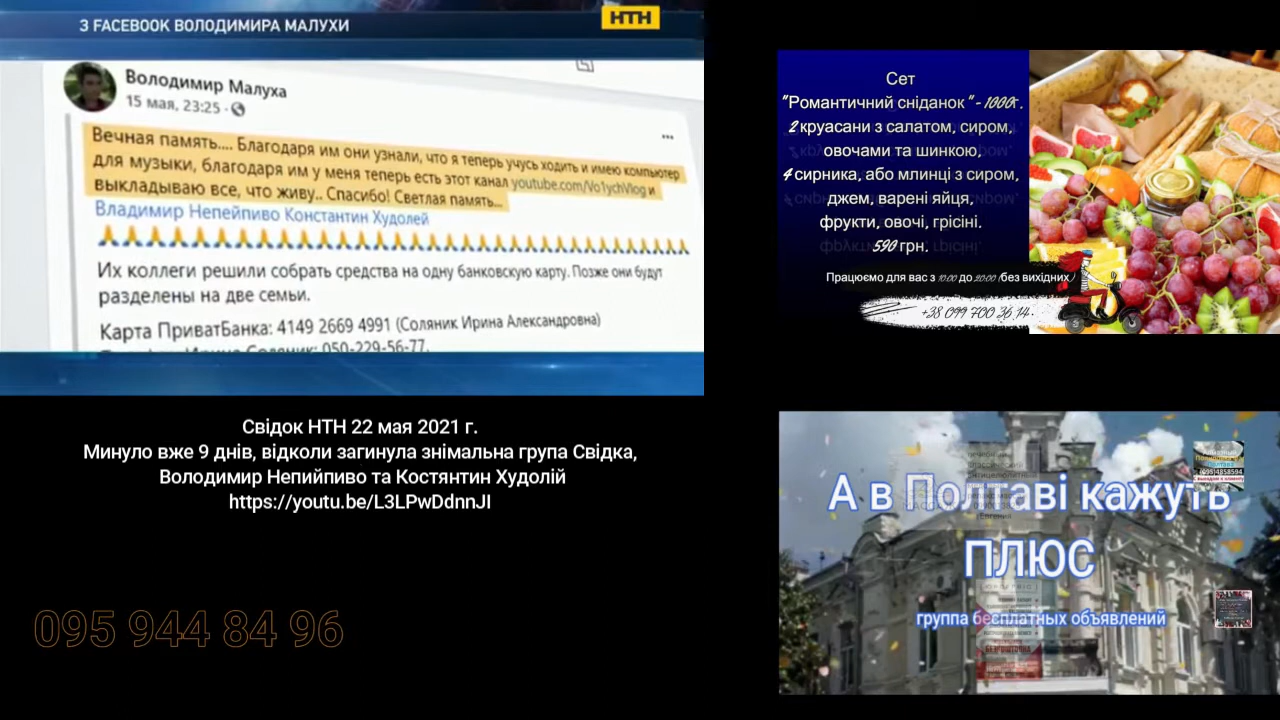 З FACEBOOK ВОЛОДИМИРА МАЛУХИ
НТН
Володимир Малуха
15 мая, 23:25
Вечная память.... Благодаря им они узнали, что я теперь учусь ходить и имею компьютер
для музыки, благодаря им у меня теперь есть этот канал youtube.com/Vo1ychVlog и
выкладываю все, что живу.. Спасибо! Светлая память...
Владимир Непейпиво Константин Худолей
Их коллеги решили собрать средства на одну банковскую карту. Позже они будут
разделены на две семьи.
Карта ПриватБанка: 4149 2669 4991 (Соляник Ирина Александровна)
Ирина Соляник: 050-229-56-77.
Свідок НТН 22 мая 2021 г.
Минуло вже 9 днів, відколи загинула знімальна група Свідка,
Володимир Непийпиво та Костянтин Худолій
https://youtu.be/L3LPwDdnnJI
095 944 84 96
Сет
"Романтичний сніданок" - 1000г.
2 круасани з салатом, сиром,
овочами та шинкою,
4 сирника, або млинці з сиром,
джем, варені яйця,
фрукти, овочі, грісіні.
590 грн.
Працюємо для вас з 10:00 до 20:00 (без вихідних)
+38 099 700 26 14
А в Полтаві кажуть
ПЛЮС
группа бесплатных объявлений